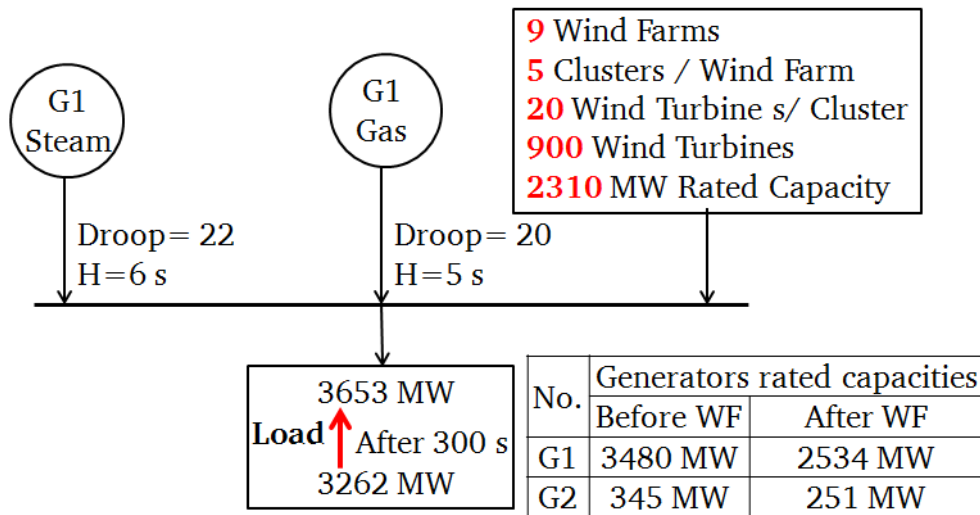 G1
Steam
G1
Gas
9 Wind Farms
5 Clusters / Wind Farm
20 Wind Turbine s/ Cluster
900 Wind Turbines
2310 MW Rated Capacity
Droop= 22
H=6 s
Droop= 20
H=5 s
3653 MW
Load After 300 s
3262 MW
No. Generators rated capacities
Before WF After WF
G1 3480 MW 2534 MW
G2 345 MW 251 MW